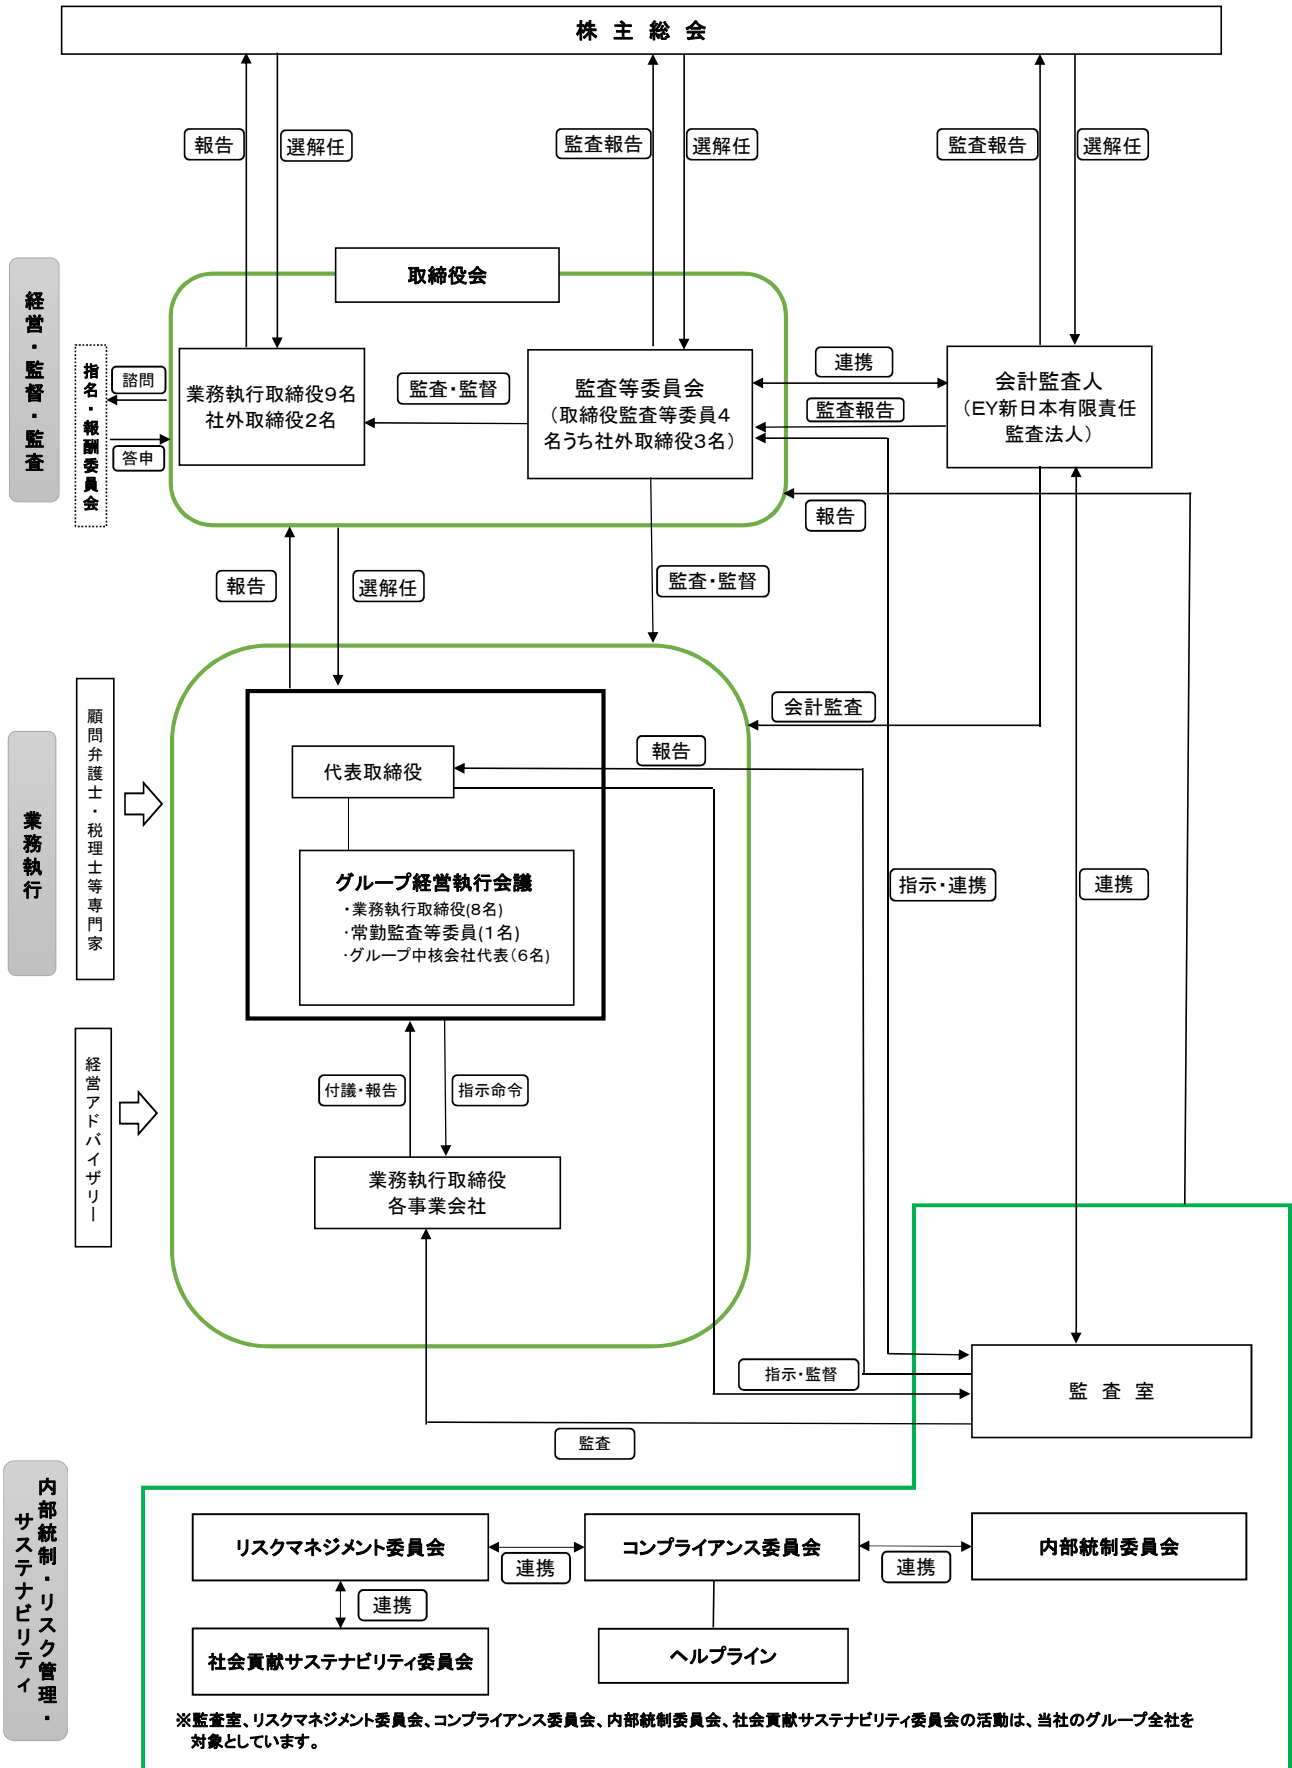 株 主 総 会
報告
選解任
監査報告
選解任
監査報告
選解任
経営・監督・監査
取締役会
指名・報酬委員会
諮問
答申
業務執行取締役9名
社外取締役2名
監査・監督
監査等委員会
（取締役監査等委員4
名うち社外取締役3名）
連携
監査報告
会計監査人
（EY新日本有限責任
監査法人）
報告
報告
選解任
監査・監督
業務執行
顧問弁護士・税理士等専門家
会計監査
報告
代表取締役
グループ経営執行会議
・業務執行取締役(8名)
・常勤監査等委員(１名)
・グループ中核会社代表（6名)
指示・連携
連携
経営アドバイザリー
付議・報告
指示命令
業務執行取締役
各事業会社
指示・監督
監 査 室
監査
内部統制・リスク管理・
サステナビリティ
リスクマネジメント委員会
連携
コンプライアンス委員会
連携
内部統制委員会
連携
社会貢献サステナビリティ委員会
ヘルプライン
※監査室、リスクマネジメント委員会、コンプライアンス委員会、内部統制委員会、社会貢献サステナビリティ委員会の活動は、当社のグループ全社を
対象としています。